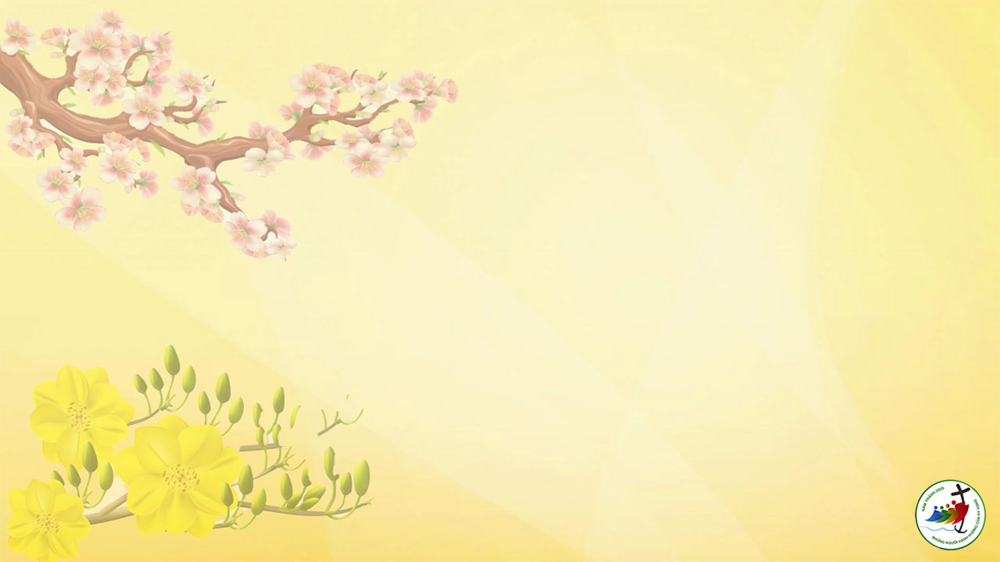 NĂM THÁNH 2025
NHỮNG NGƯỜI HÀNH HƯƠNG CỦA HY VỌNG